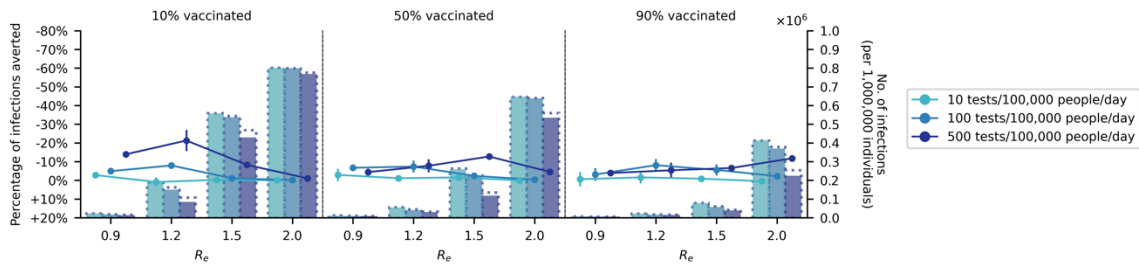 10% vaccinated
50% vaccinated
90% vaccinated
×10⁶
Percentage of infections averted
-80%
-70%
-60%
-50%
-40%
-30%
-20%
-10%
0%
+10%
+20%
0.9
1.2
1.5
2.0
Rₑ
0.9
1.2
1.5
2.0
Rₑ
0.9
1.2
1.5
2.0
Rₑ
1.0
0.9
0.8
0.7
0.6
0.5
0.4
0.3
0.2
0.1
0.0
No. of infections
(per 1,000,000 individuals)
10 tests/100,000 people/day
100 tests/100,000 people/day
500 tests/100,000 people/day